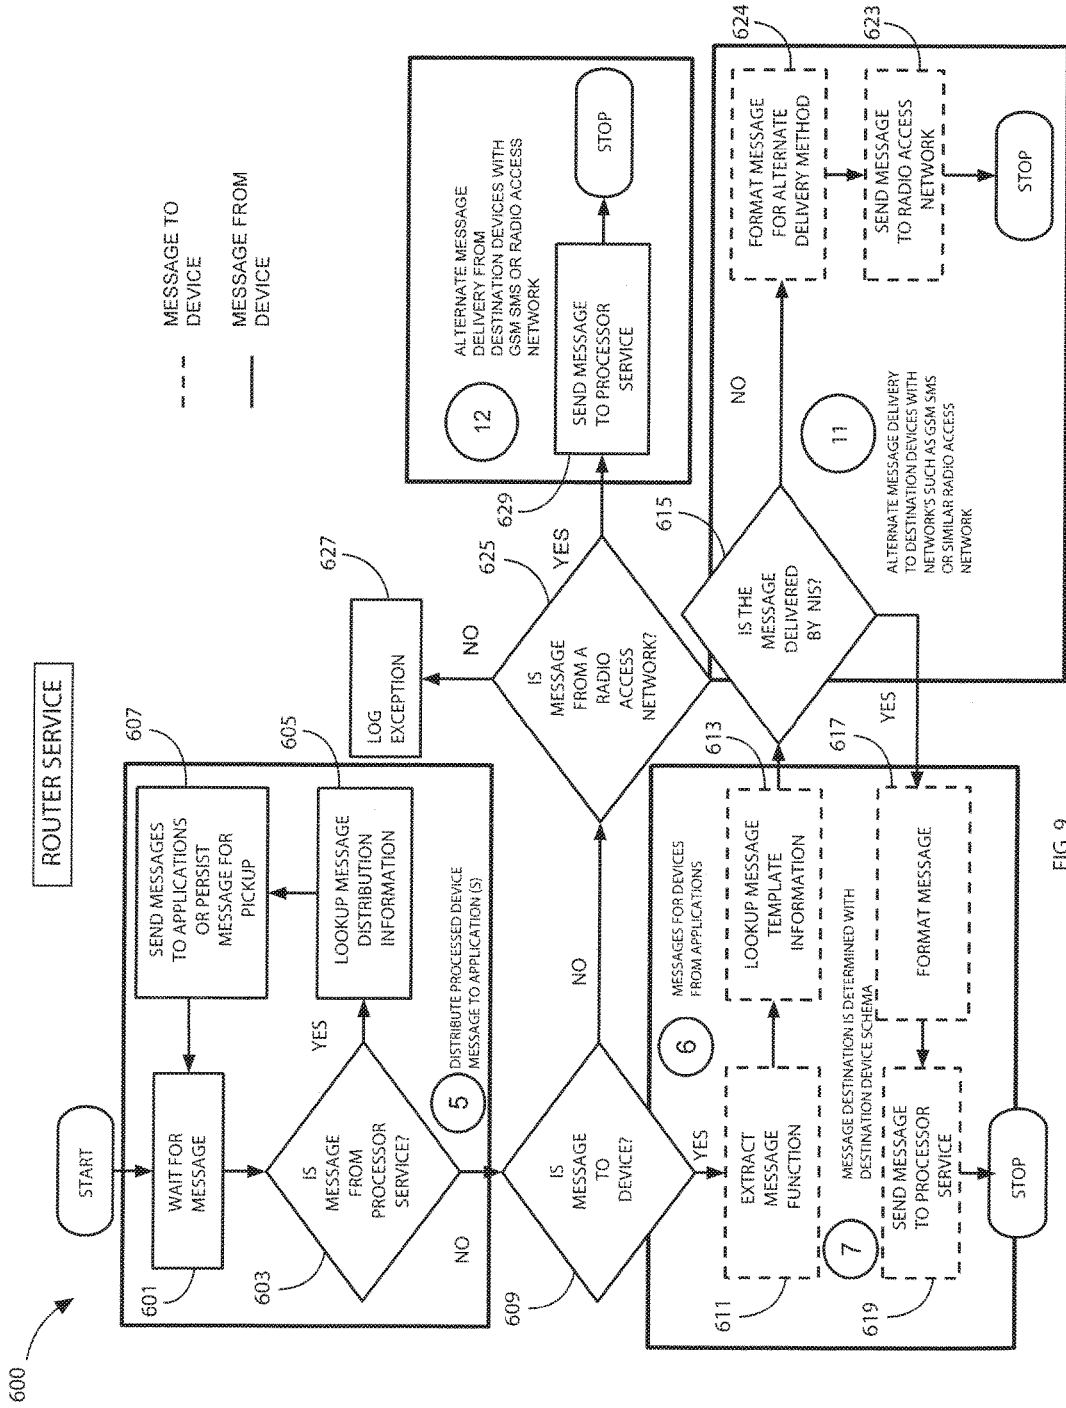 ROUTER SERVICE
600
START
601
WAIT FOR
MESSAGE
603
IS
MESSAGE
FROM
PROCESSOR
SERVICE?
YES
NO
605
LOOKUP MESSAGE
DISTRIBUTION
INFORMATION
607
SEND MESSAGES
TO APPLICATIONS
OR PERSIST
MESSAGE FOR
PICKUP
5
DISTRIBUTE PROCESSED DEVICE
MESSAGE TO APPLICATION (S)
MESSAGE TO
DEVICE
MESSAGE FROM
DEVICE
609
IS
MESSAGE
TO
DEVICE?
NO
YES
625
IS
MESSAGE
FROM A
RADIO
ACCESS
NETWORK?
NO
YES
627
LOG
EXCEPTION
629
SEND MESSAGE
TO PROCESSOR
SERVICE
STOP
12
ALTERNATE MESSAGE
DELIVERY FROM
DESTINATION DEVICES WITH
GSM SMS OR RADIO ACCESS
NETWORK
6
MESSAGES FOR DEVICES
FROM APPLICATIONS
611
EXTRACT
MESSAGE
FUNCTION
613
LOOKUP MESSAGE
TEMPLATE
INFORMATION
615
IS THE
MESSAGE
DELIVERED
BY NIS?
NO
YES
624
FORMAT MESSAGE
FOR ALTERNATE
DELIVERY METHOD
623
SEND MESSAGE
TO RADIO ACCESS
NETWORK
STOP
11
ALTERNATE MESSAGE DELIVERY
TO DESTINATION DEVICES WITH
NETWORK'S SUCH AS GSM SMS
OR SIMILAR RADIO ACCESS
NETWORK
7
MESSAGE DESTINATION IS DETERMINED WITH
DESTINATION DEVICE SCHEMA
617
FORMAT MESSAGE
619
SEND MESSAGE
TO PROCESSOR
SERVICE
STOP
FIG. 9